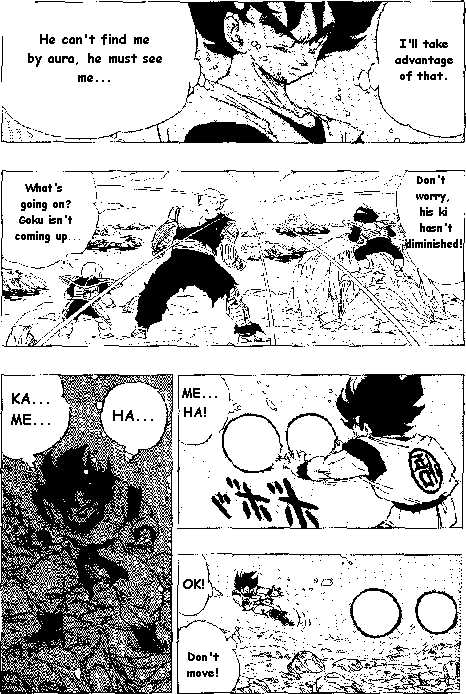 He can't find me
by aura, he must see
me...
I'll take
advantage
of that.
What's
going on?
Goku isn't
coming up
Don't
worry,
his ki
hasn't
diminished!
KA...
ME...
HA...
ME...
HA!
OK!
Don't
move!